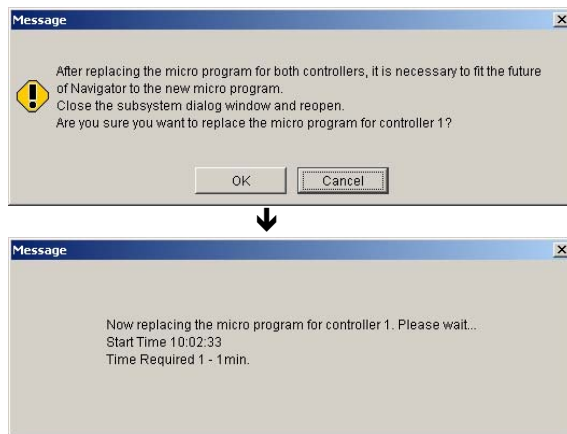 Message
After replacing the micro program for both controllers, it is necessary to fit the future
of Navigator to the new micro program.
Close the subsystem dialog window and reopen.
Are you sure you want to replace the micro program for controller 1?
OK
Cancel
Message
Now replacing the micro program for controller 1. Please wait...
Start Time 10:02:33
Time Required 1 - 1min.